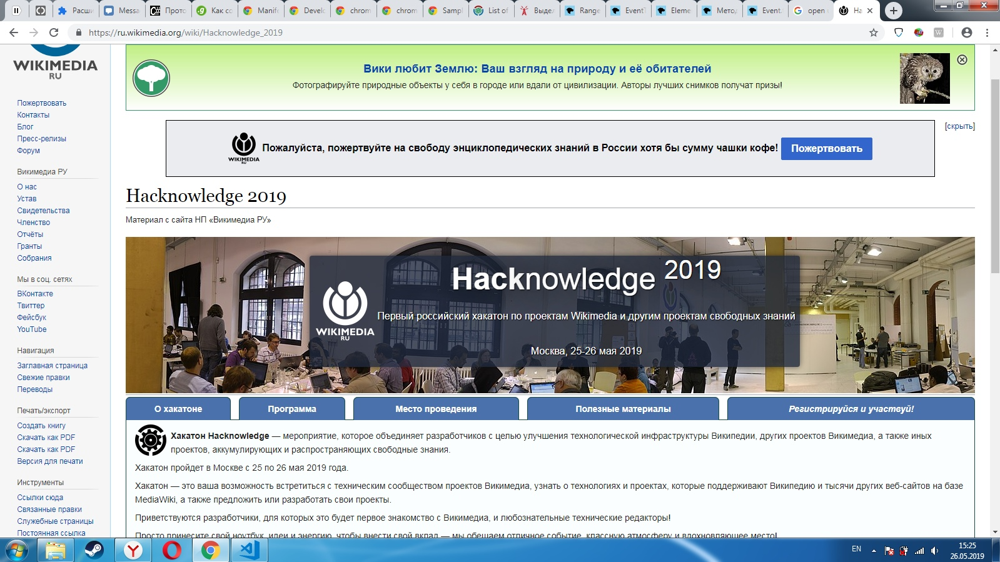 Расши
Messa
Прото
Как со
Manife
Develo
chrom
chrom
Sampl
List of
Выдел
Range
EventT
Eleme
Метод
Event.
open
На
https://ru.wikimedia.org/wiki/Hacknowledge_2019
WIKIMEDIA
RU
Пожертвовать
Контакты
Блог
Пресс-релизы
Форум
Викимедиа РУ
О нас
Устав
Свидетельства
Членство
Отчёты
Гранты
Собрания
Мы в соц. сетях
ВКонтакте
Твиттер
Фейсбук
YouTube
Навигация
Заглавная страница
Свежие правки
Переводы
Печать/экспорт
Создать книгу
Скачать как PDF
Скачать как PDF
Версия для печати
Инструменты
Ссылки сюда
Связанные правки
Служебные страницы
Постоянная ссылка
Вики любит Землю: Ваш взгляд на природу и её обитателей
Фотографируйте природные объекты у себя в городе или вдали от цивилизации. Авторы лучших снимков получат призы!
[скрыть]
WIKIMEDIA
RU
Пожалуйста, пожертвуйте на свободу энциклопедических знаний в России хотя бы сумму чашки кофе! Пожертвовать
Hacknowledge 2019
Материал с сайта НП «Викимедиа РУ»
Hacknowledge 2019
WIKIMEDIA
RU
Первый российский хакатон по проектам Wikimedia и другим проектам свободных знаний
Москва, 25-26 мая 2019
О хакатоне
Программа
Место проведения
Полезные материалы
Регистрируйся и участвуй!
Хакатон Hacknowledge — мероприятие, которое объединяет разработчиков с целью улучшения технологической инфраструктуры Википедии, других проектов Викимедиа, а также иных
проектов, аккумулирующих и распространяющих свободные знания.
Хакатон пройдет в Москве с 25 по 26 мая 2019 года.
Хакатон — это ваша возможность встретиться с техническим сообществом проектов Викимедиа, узнать о технологиях и проектах, которые поддерживают Википедию и тысячи других веб-сайтов на базе
MediaWiki, а также предложить или разработать свои проекты.
Приветствуются разработчики, для которых это будет первое знакомство с Викимедиа, и любознательные технические редакторы!
Просто принесите свой ноутбук, идеи и энергию, чтобы внести свой вклад — мы обещаем отличное событие, классную атмосферу и вдохновляющее место!
EN
15:25
26.05.2019